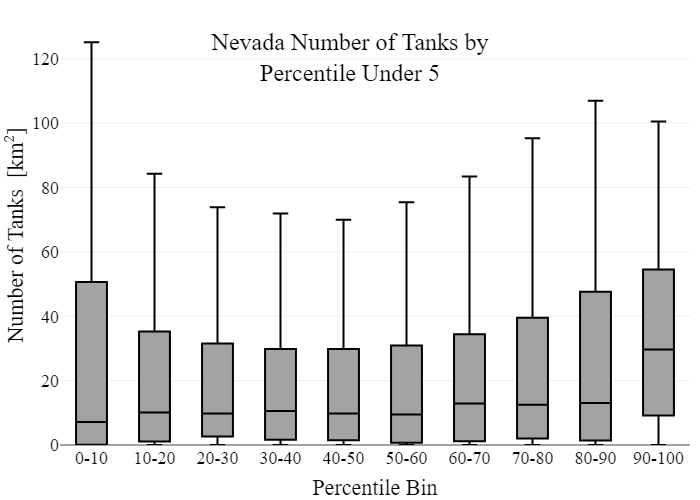 Nevada Number of Tanks by
Percentile Under 5
Number of Tanks [km²]
120
100
80
60
40
20
0
0-10 10-20 20-30 30-40 40-50 50-60 60-70 70-80 80-90 90-100
Percentile Bin